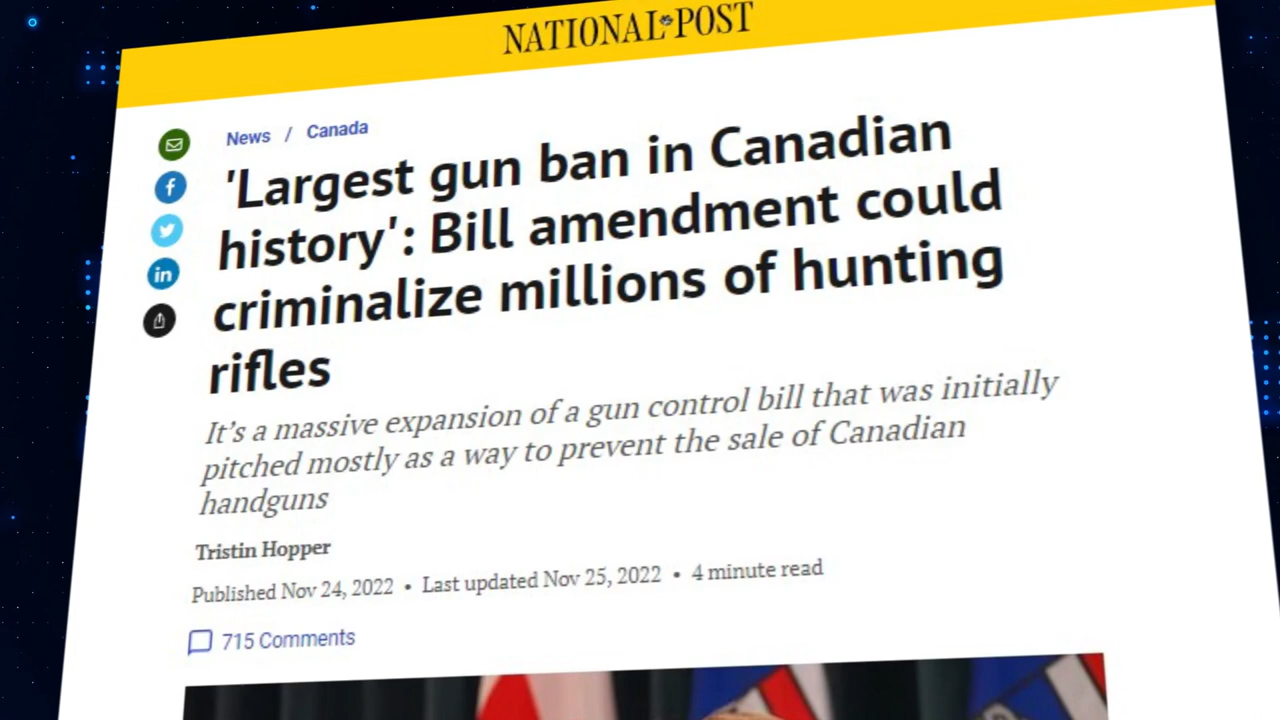 NATIONAL POST
News / Canada
'Largest gun ban in Canadian
history': Bill amendment could
criminalize millions of hunting
rifles
It's a massive expansion of a gun control bill that was initially
pitched mostly as a way to prevent the sale of Canadian
handguns
Tristin Hopper
Published Nov 24, 2022 • Last updated Nov 25, 2022 • 4 minute read
715 Comments